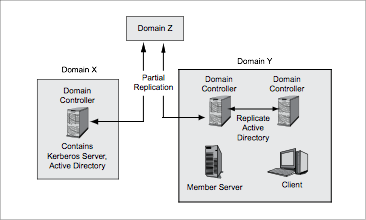 Domain Z
Domain X
Domain Y
Partial
Replication
Domain
Controller
Contains
Kerberos Server,
Active Directory
Domain
Controller
Domain
Controller
Replicate
Active
Directory
Member Server
Client